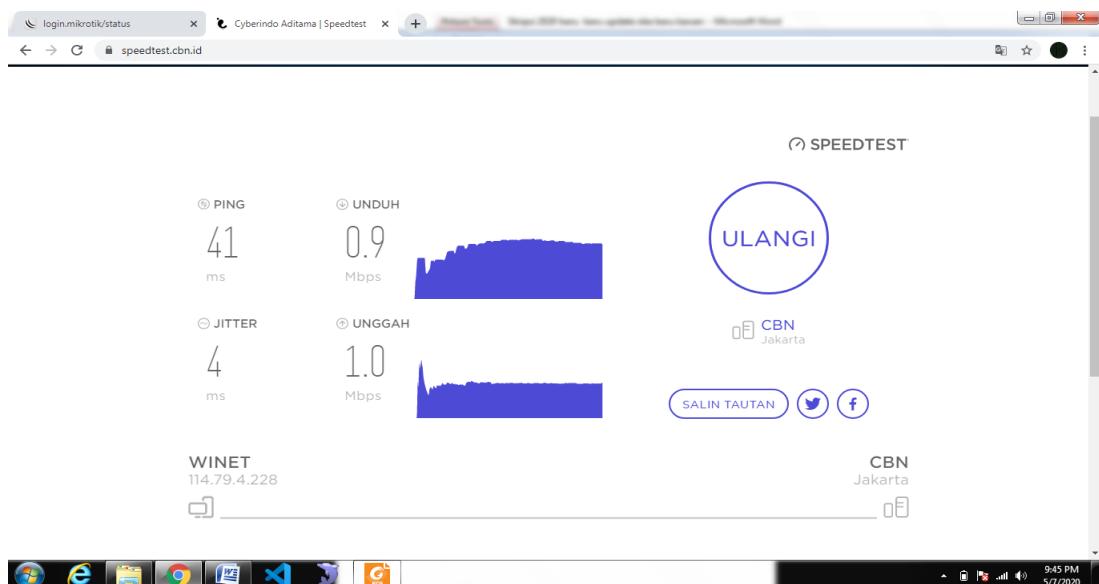 login.mikrotik/status
Cyberindo Aditama | Speedtest
speedtest.cbn.id
SPEEDTEST
PING
41
ms
UNDUH
0.9
Mbps
ULANGI
JITTER
4
ms
UNGGAH
1.0
Mbps
CBN
Jakarta
SALIN TAUTAN
WINET
114.79.4.228
CBN
Jakarta
9:45 PM
5/7/2020